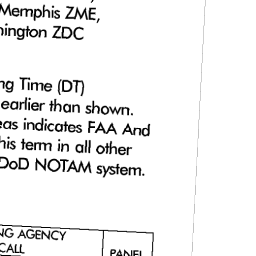 Memphis ZME,
ington ZDC
ng Time (DT)
earlier than shown.
eas indicates FAA And
his term in all other
DoD NOTAM system.
NG AGENCY
CALL
PANEL